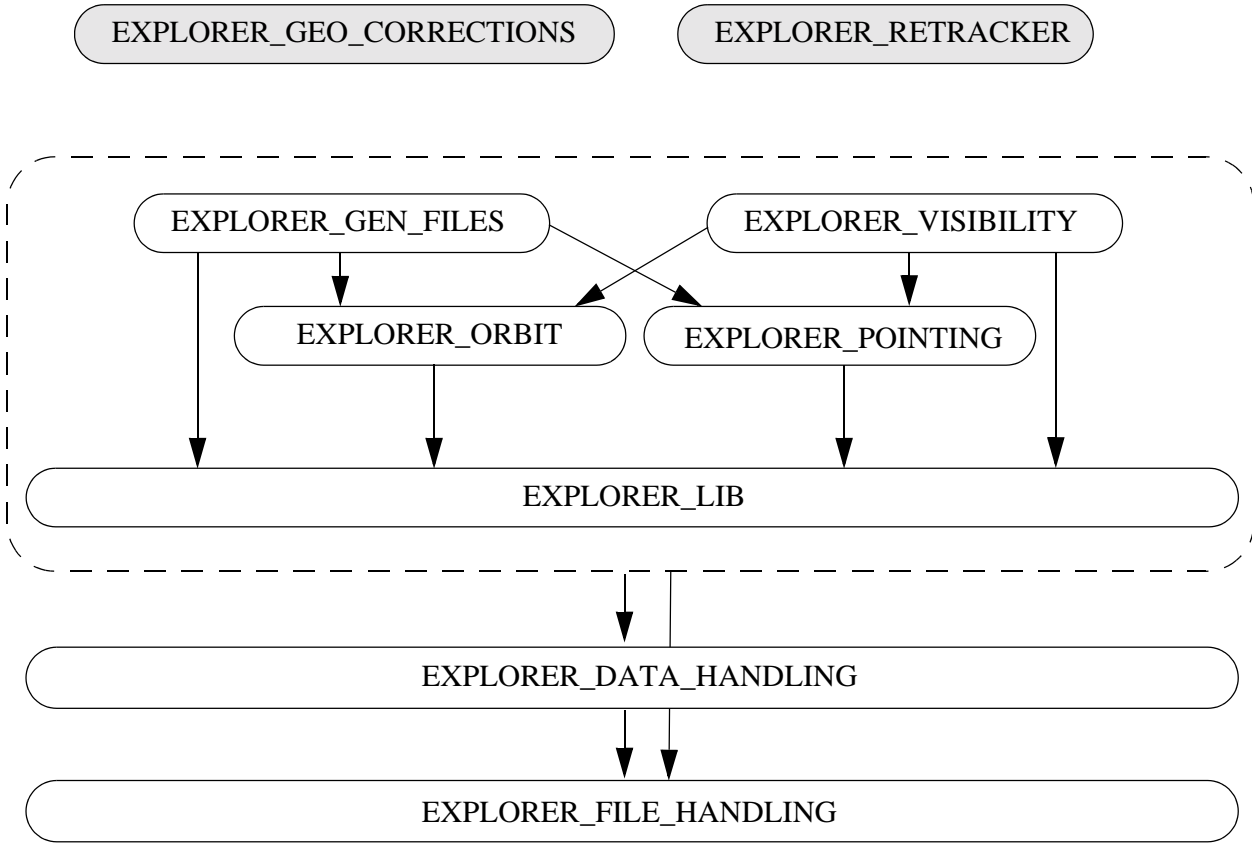 EXPLORER_GEO_CORRECTIONS
EXPLORER_RETRACKER
EXPLORER_GEN_FILES
EXPLORER_VISIBILITY
EXPLORER_ORBIT
EXPLORER_POINTING
EXPLORER_LIB
EXPLORER_DATA_HANDLING
EXPLORER_FILE_HANDLING